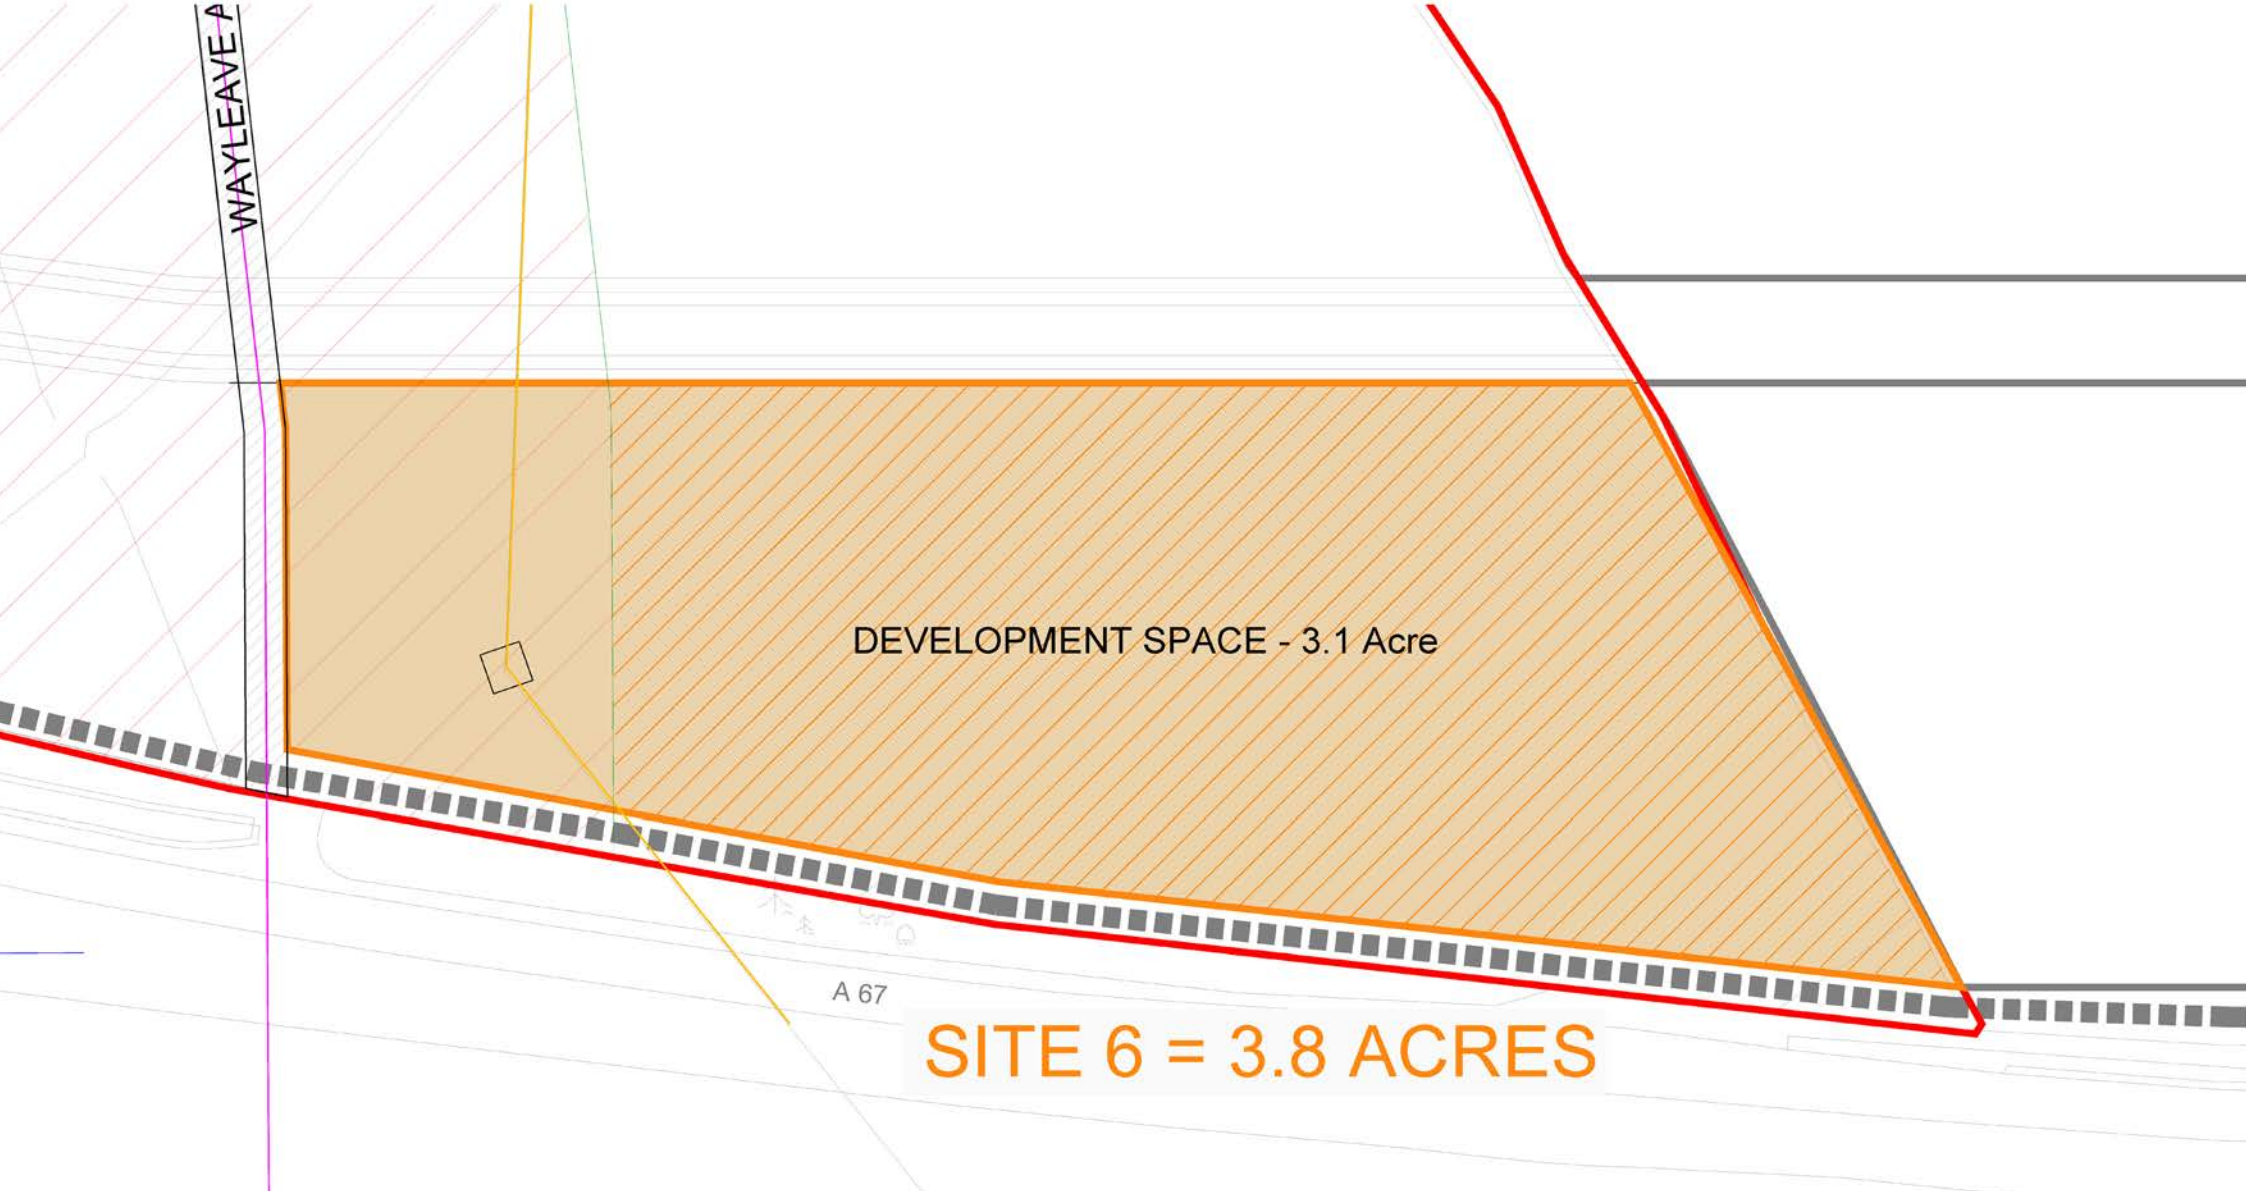 WAYLEAVE
DEVELOPMENT SPACE - 3.1 Acre
A 67
SITE 6 = 3.8 ACRES